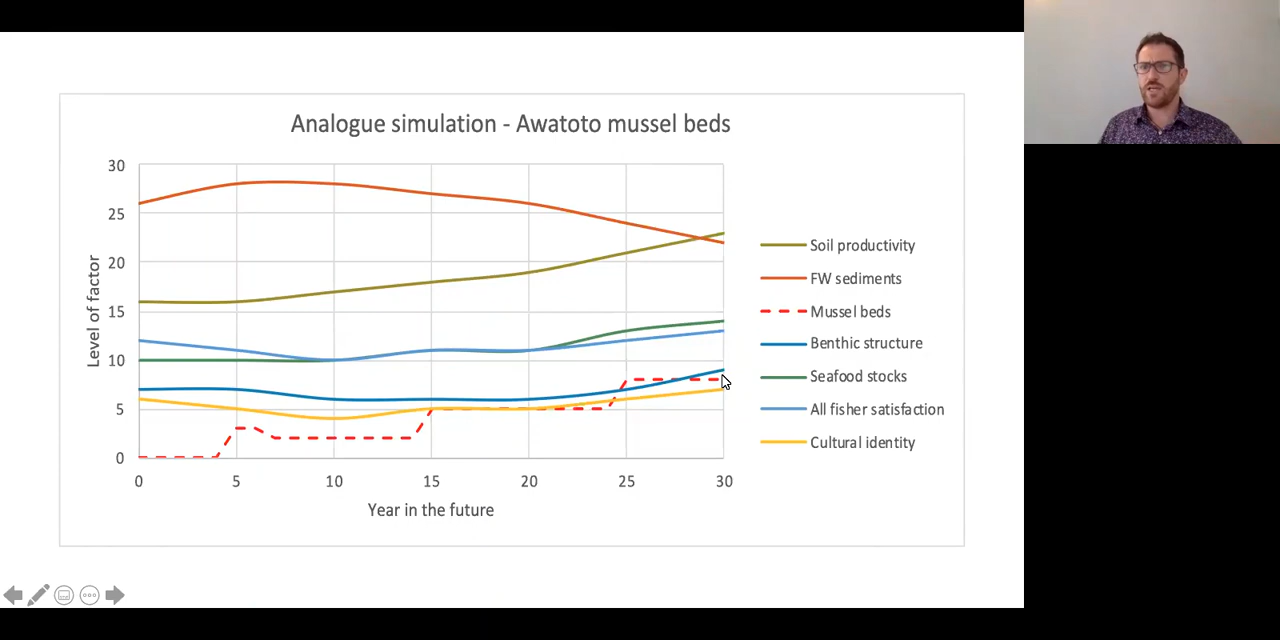 Analogue simulation - Awatoto mussel beds
30
25
20
15
10
5
0
Level of factor
0 5 10 15 20 25 30
Year in the future
Soil productivity
FW sediments
Mussel beds
Benthic structure
Seafood stocks
All fisher satisfaction
Cultural identity